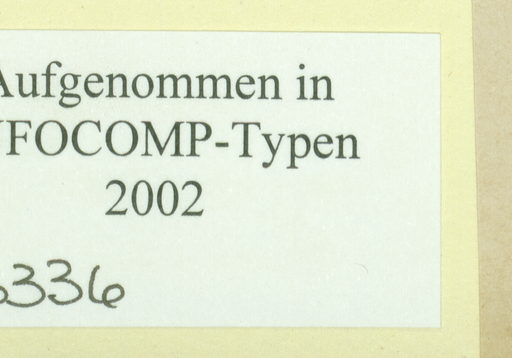 Aufgenommen in
FOCOMP-Typen
2002
336